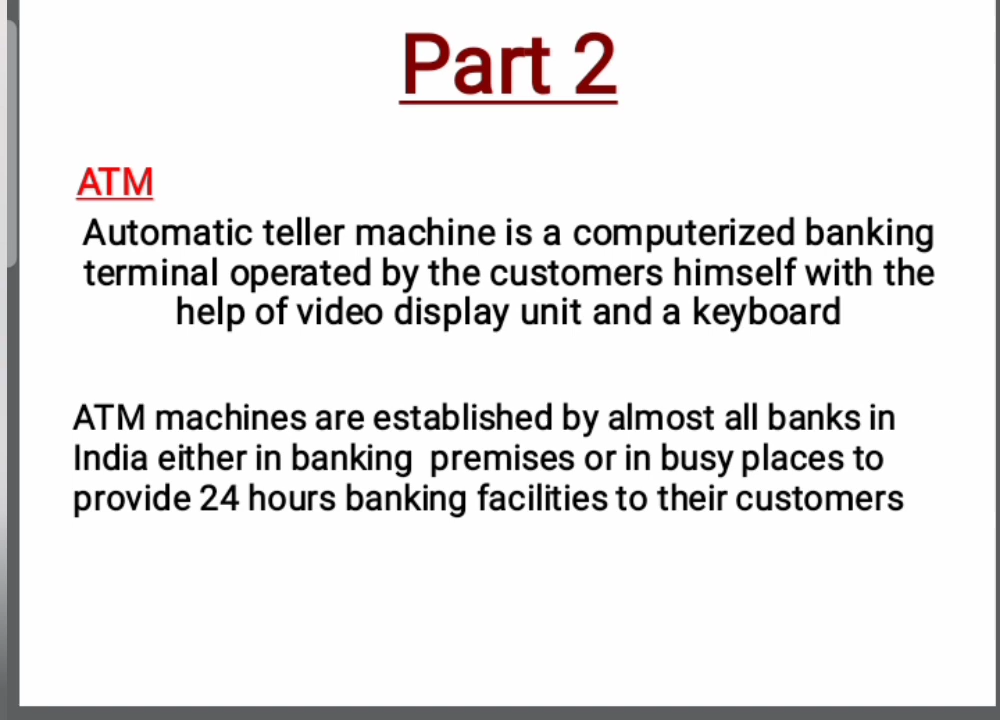 Part 2
ATM
Automatic teller machine is a computerized banking
terminal operated by the customers himself with the
help of video display unit and a keyboard
ATM machines are established by almost all banks in
India either in banking premises or in busy places to
provide 24 hours banking facilities to their customers